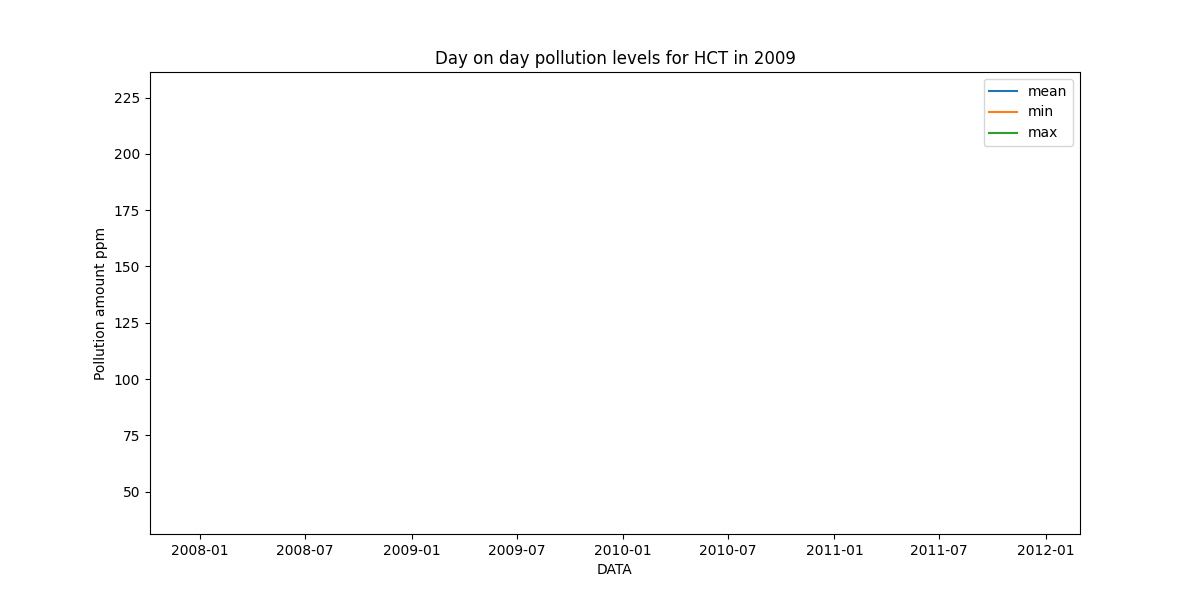 Day on day pollution levels for HCT in 2009
mean
min
max
225
200
175
150
125
100
75
50
Pollution amount ppm
2008-01 2008-07 2009-01 2009-07 2010-01 2010-07 2011-01 2011-07 2012-01
DATA